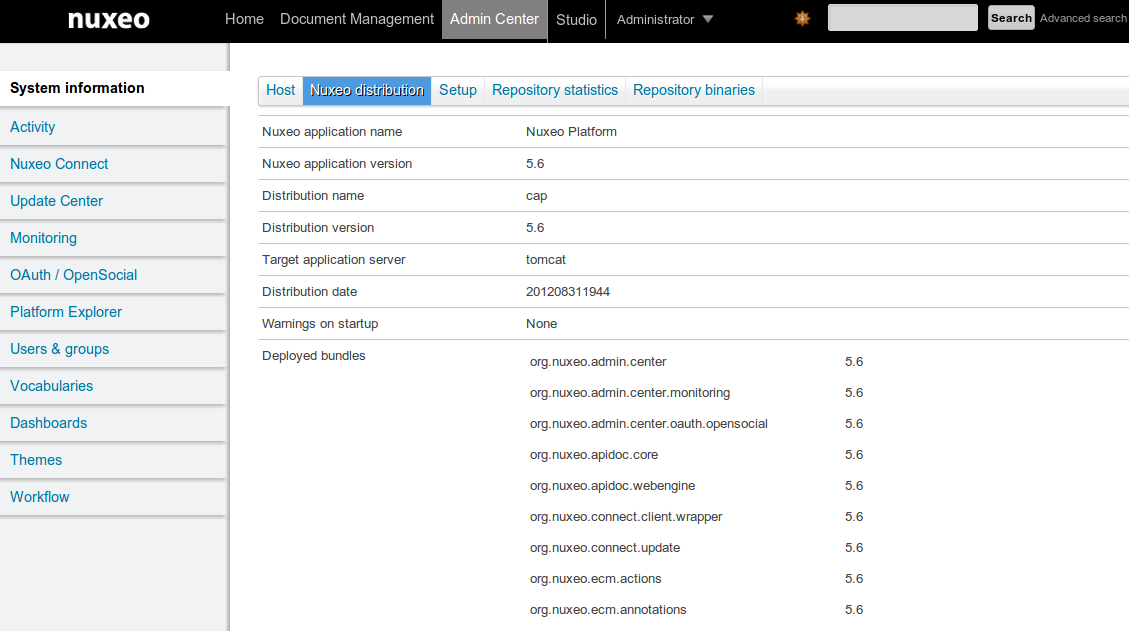 nuxeo Home Document Management Admin Center Studio Administrator Search Advanced search
System information
Activity
Nuxeo Connect
Update Center
Monitoring
OAuth / OpenSocial
Platform Explorer
Users & groups
Vocabularies
Dashboards
Themes
Workflow
Host Nuxeo distribution Setup Repository statistics Repository binaries
Nuxeo application name Nuxeo Platform
Nuxeo application version 5.6
Distribution name cap
Distribution version 5.6
Target application server tomcat
Distribution date 201208311944
Warnings on startup None
Deployed bundles
org.nuxeo.admin.center 5.6
org.nuxeo.admin.center.monitoring 5.6
org.nuxeo.admin.center.oauth.opensocial 5.6
org.nuxeo.apidoc.core 5.6
org.nuxeo.apidoc.webengine 5.6
org.nuxeo.connect.client.wrapper 5.6
org.nuxeo.connect.update 5.6
org.nuxeo.ecm.actions 5.6
org.nuxeo.ecm.annotations 5.6